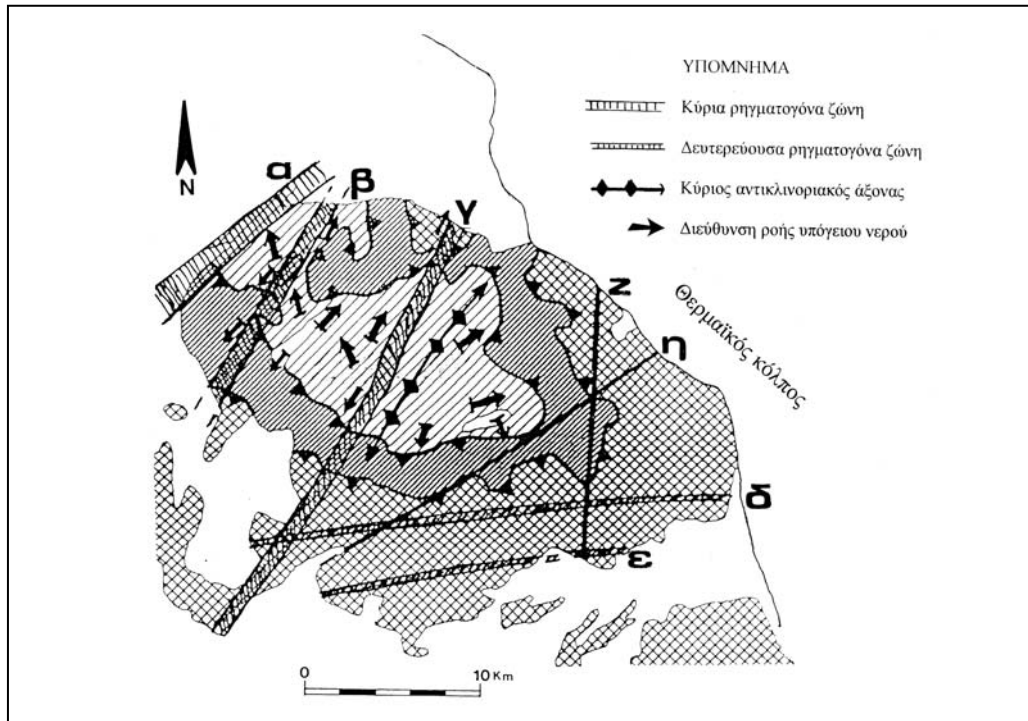 ΥΠΟΜΝΗΜΑ
Κύρια ρηγματογόνα ζώνη
Δευτερεύουσα ρηγματογόνα ζώνη
Κύριος αντικλινοριακός άξονας
Διεύθυνση ροής υπόγειου νερού
N
α
β
γ
z
η
Θερμαϊκός κόλπος
δ
ε
0 10 Km